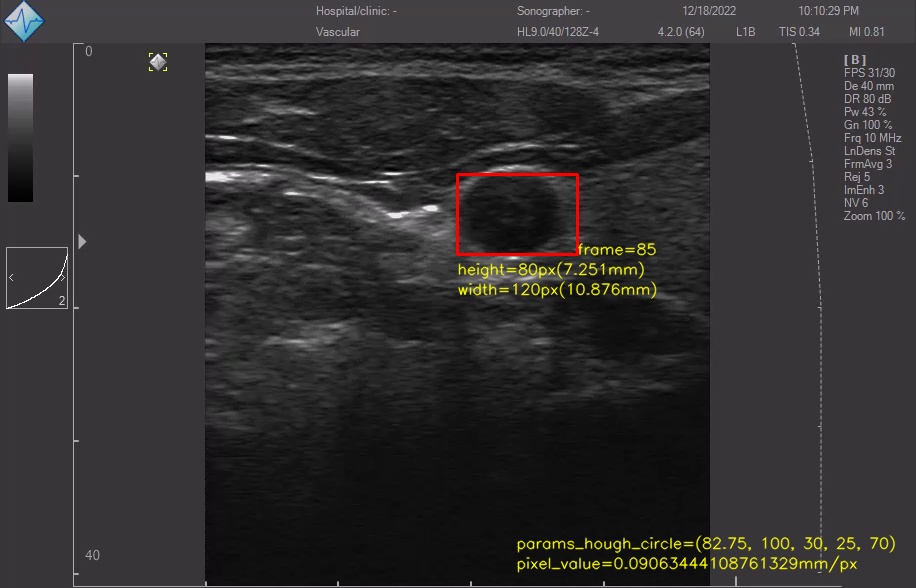 Hospital/clinic: - Sonographer: - 12/18/2022 10:10:29 PM
Vascular HL9.0/40/128Z-4 4.2.0 (64) L1B TIS 0.34 MI 0.81
0
[ B ]
FPS 31/30
De 40 mm
DR 80 dB
Pw 43 %
Gn 100 %
Frq 10 MHz
LnDens St
FrmAvg 3
Rej 5
ImEnh 3
NV 6
Zoom 100 %
frame=85
height=80px(7.251mm)
width=120px(10.876mm)
2
params_hough_circle=(82.75, 100, 30, 25, 70)
40
pixel_value=0.09063444108761329mm/px